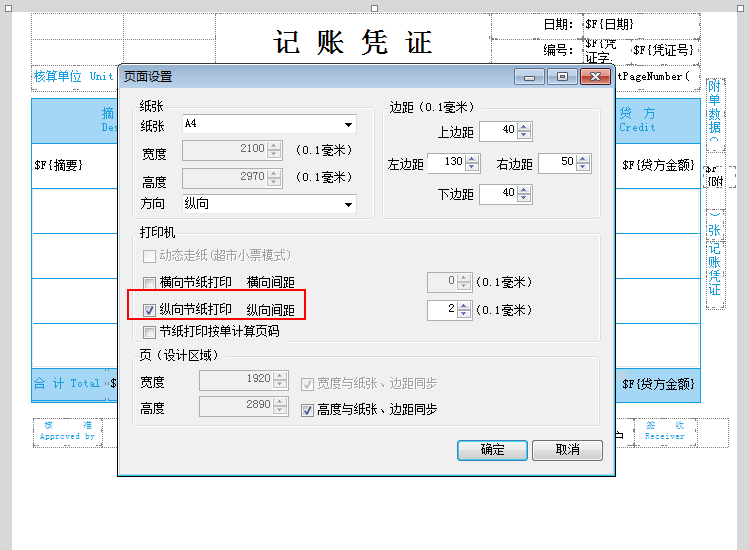 日期: $F{日期}
记 账 凭 证
编号: $F{凭证字. $F{凭证号}
核算单位 Unit
tPageNumber(
页面设置
附单数据（
）张
记账凭证
摘
Des
贷 方
Credit
$F{摘要}
$F{贷方金额}
$F{附
纸张
纸张 A4
宽度 2100 （0.1毫米）
高度 2970 （0.1毫米）
方向 纵向
边距（0.1毫米）
上边距 40
左边距 130 右边距 50
下边距 40
打印机
动态走纸(超市小票模式)
横向节纸打印 横向间距 0 （0.1毫米）
纵向节纸打印 纵向间距 2 （0.1毫米）
节纸打印按单计算页码
页（设计区域）
宽度 1920 宽度与纸张、边距同步
高度 2890 高度与纸张、边距同步
确定 取消
合 计 Total $
$F{贷方金额}
核 准
Approved by
签 收
Receiver